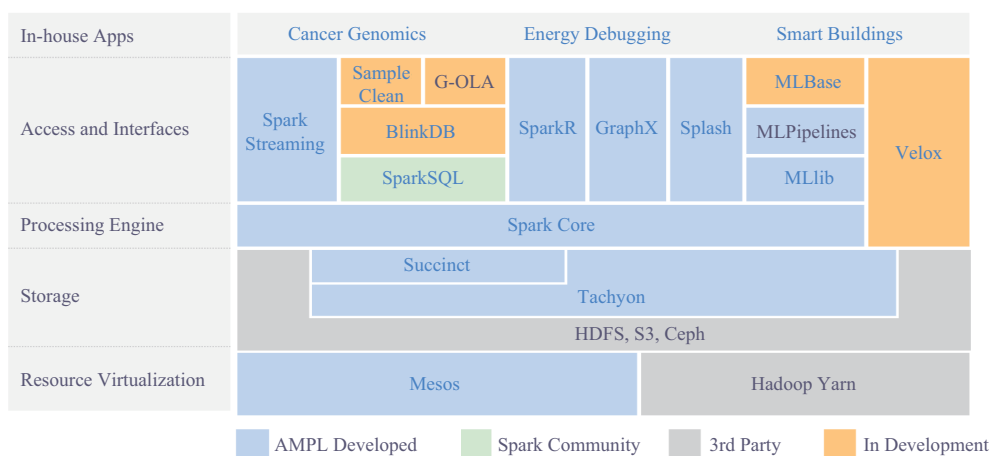 In-house Apps
Cancer Genomics
Energy Debugging
Smart Buildings
Access and Interfaces
Spark
Streaming
Sample
Clean
G-OLA
BlinkDB
SparkSQL
SparkR
GraphX
Splash
MLBase
MLPipelines
MLlib
Velox
Processing Engine
Spark Core
Storage
Succinct
Tachyon
HDFS, S3, Ceph
Resource Virtualization
Mesos
Hadoop Yarn
AMPL Developed
Spark Community
3rd Party
In Development